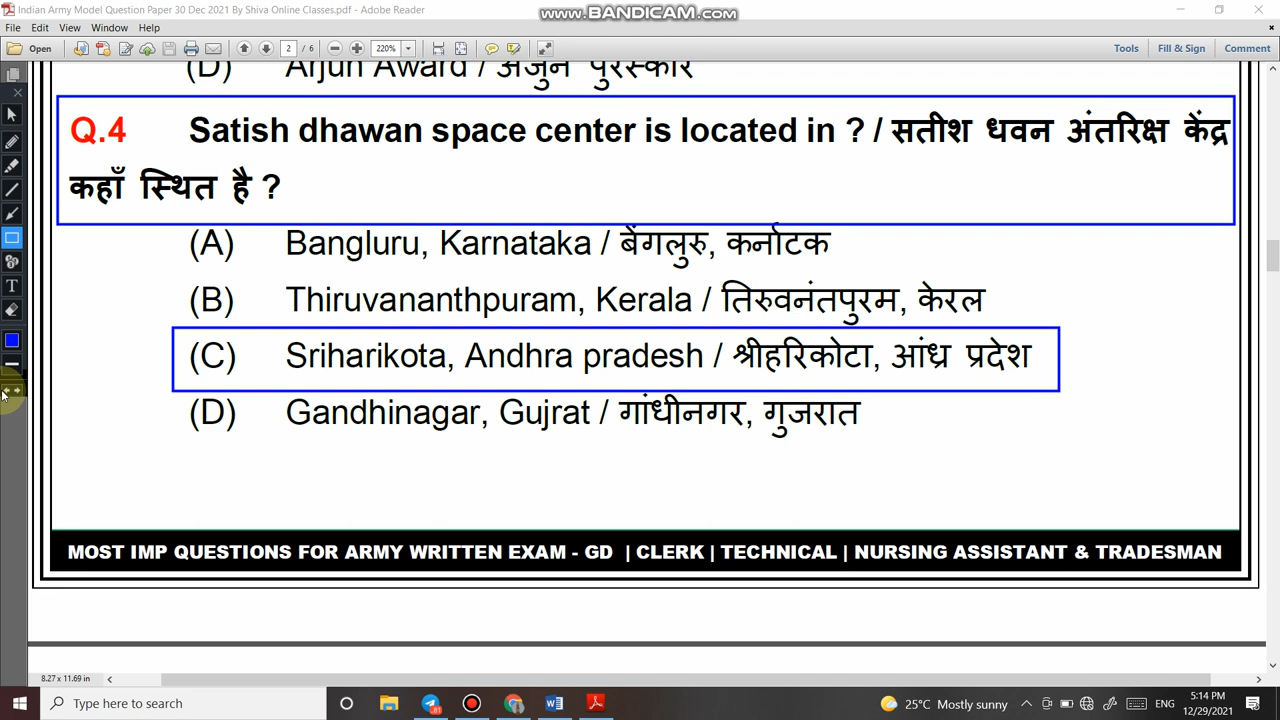 Indian Army Model Question Paper 30 Dec 2021 By Shiva Online Classes.pdf - Adobe Reader
www.BANDICAM.com
File Edit View Window Help
Open 2 / 6 220% Tools Fill & Sign Comment
(D) Arjun Award / अर्जुन पुरस्कार
Q.4 Satish dhawan space center is located in ? / सतीश धवन अंतरिक्ष केंद्र
कहाँ स्थित है ?
(A) Bangluru, Karnataka / बेंगलुरु, कर्नाटक
(B) Thiruvananthpuram, Kerala / तिरुवनंतपुरम, केरल
(C) Sriharikota, Andhra pradesh / श्रीहरिकोटा, आंध्र प्रदेश
(D) Gandhinagar, Gujrat / गांधीनगर, गुजरात
MOST IMP QUESTIONS FOR ARMY WRITTEN EXAM - GD | CLERK | TECHNICAL | NURSING ASSISTANT & TRADESMAN
8.27 x 11.69 in
Type here to search 81 25°C Mostly sunny ENG 5:14 PM
12/29/2021